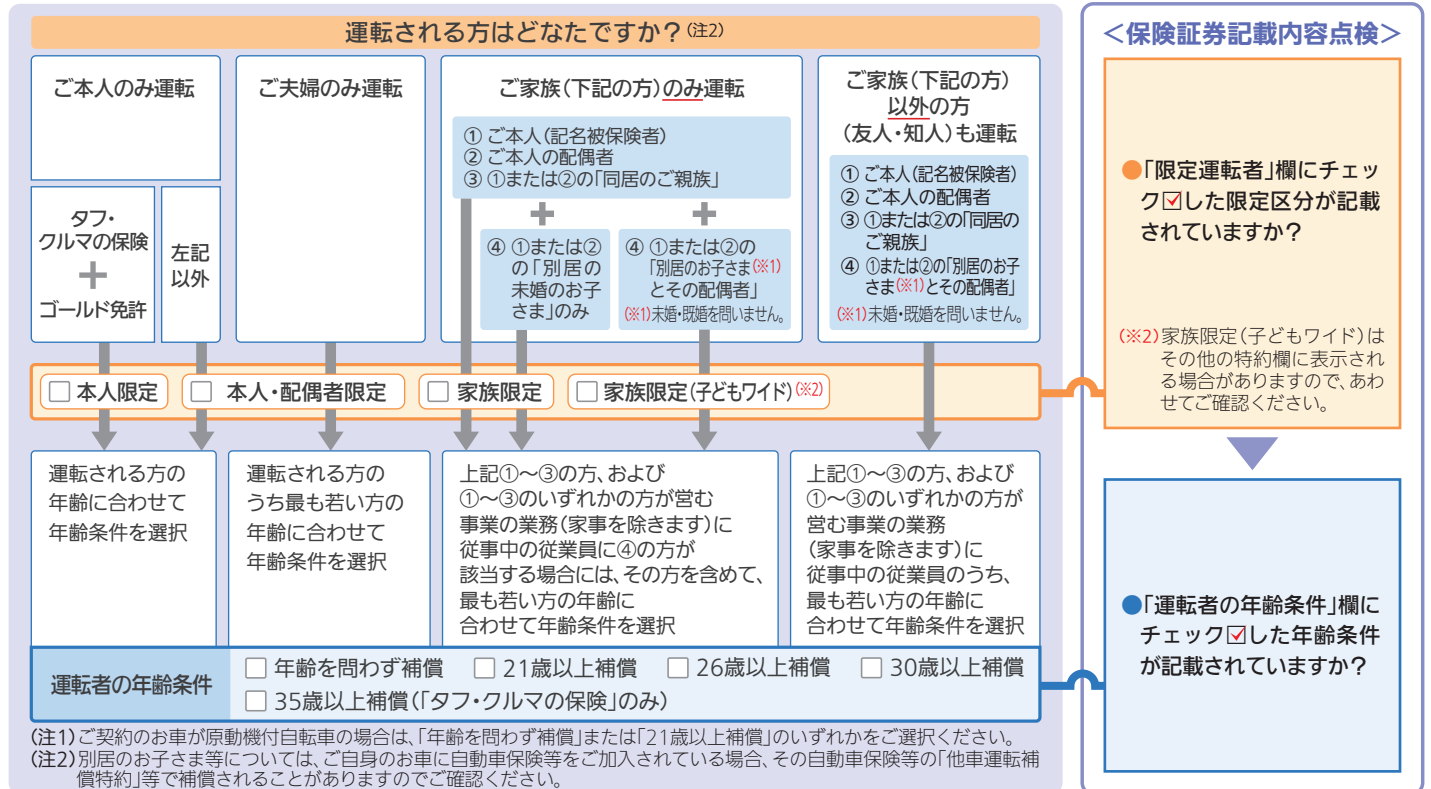 運転される方はどなたですか？(注2)
ご本人のみ運転
タフ・
クルマの保険
＋
ゴールド免許
左記
以外
ご夫婦のみ運転
ご家族(下記の方)のみ運転
① ご本人(記名被保険者)
② ご本人の配偶者
③ ①または②の「同居のご親族」
＋
④ ①または②
の「別居の
未婚のお子
さま」のみ
＋
④ ①または②の
「別居のお子さま(※1)
とその配偶者」
(※1)未婚・既婚を問いません。
ご家族(下記の方)
以外の方
(友人・知人)も運転
① ご本人(記名被保険者)
② ご本人の配偶者
③ ①または②の「同居の
ご親族」
④ ①または②の「別居のお子
さま(※1)とその配偶者」
(※1)未婚・既婚を問いません。
□ 本人限定
□ 本人・配偶者限定
□ 家族限定
□ 家族限定(子どもワイド)(※2)
運転される方の
年齢に合わせて
年齢条件を選択
運転される方の
うち最も若い方の
年齢に合わせて
年齢条件を選択
上記①～③の方、および
①～③のいずれかの方が営む
事業の業務(家事を除きます)に
従事中の従業員に④の方が
該当する場合には、その方を含めて、
最も若い方の年齢に
合わせて年齢条件を選択
上記①～③の方、および
①～③のいずれかの方が
営む事業の業務
(家事を除きます)に
従事中の従業員のうち、
最も若い方の年齢に
合わせて年齢条件を選択
運転者の年齢条件
□ 年齢を問わず補償 □ 21歳以上補償 □ 26歳以上補償 □ 30歳以上補償
□ 35歳以上補償(「タフ・クルマの保険」のみ)
(注1)ご契約のお車が原動機付自転車の場合は、「年齢を問わず補償」または「21歳以上補償」のいずれかをご選択ください。
(注2)別居のお子さま等については、ご自身のお車に自動車保険等をご加入されている場合、その自動車保険等の「他車運転補
償特約」等で補償されることがありますのでご確認ください。
＜保険証券記載内容点検＞
●「限定運転者」欄にチェッ
ク☑した限定区分が記載
されていますか？
(※2)家族限定(子どもワイド)は
その他の特約欄に表示され
る場合がありますので、あわ
せてご確認ください。
●「運転者の年齢条件」欄に
チェック☑した年齢条件
が記載されていますか？